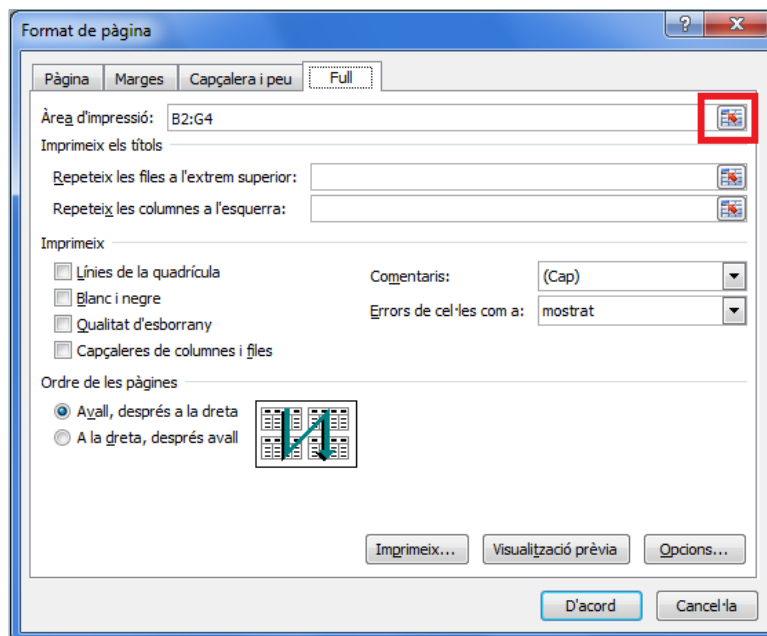 Format de pàgina
Pàgina Marges Capçalera i peu Full
Àrea d'impressió: B2:G4
Imprimeix els títols
Repeteix les files a l'extrem superior:
Repeteix les columnes a l'esquerra:
Imprimeix
Línies de la quadrícula
Blanc i negre
Qualitat d'esborrany
Capçaleres de columnes i files
Comentaris: (Cap)
Errors de cel·les com a: mostrat
Ordre de les pàgines
Avall, després a la dreta
A la dreta, després avall
Imprimeix... Visualització prèvia Opcions...
D'acord Cancel·la